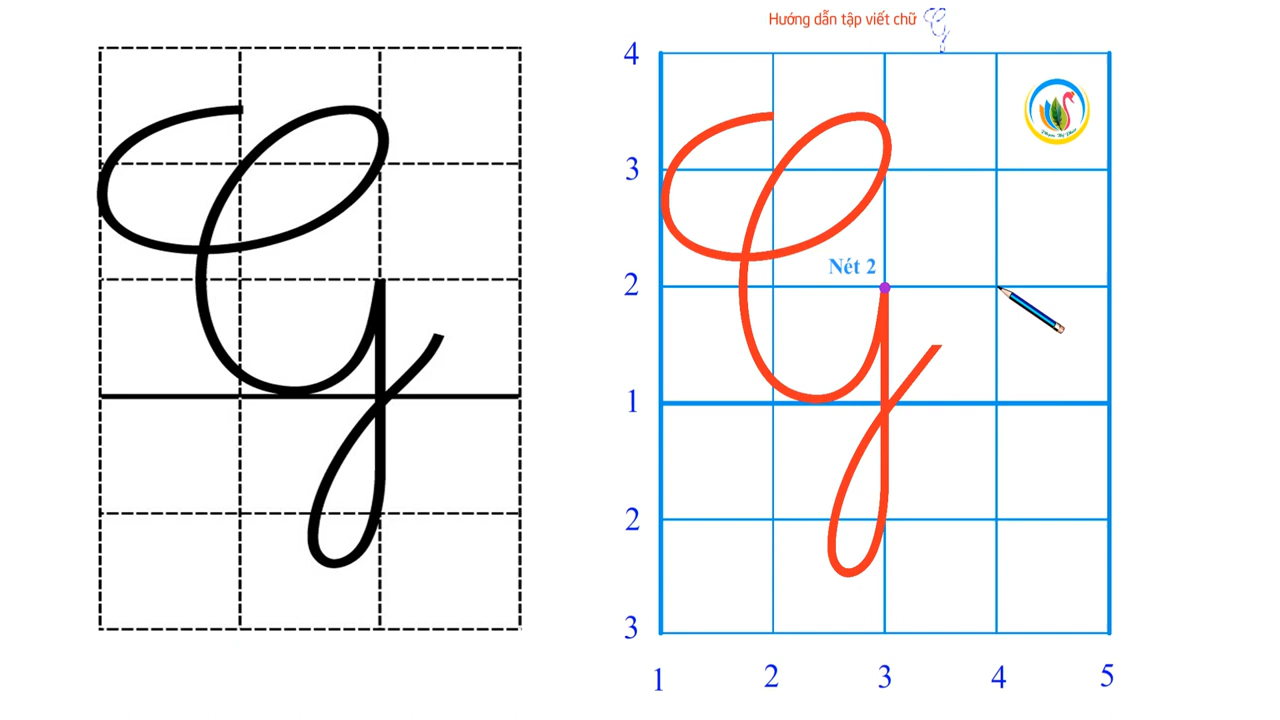 Hướng dẫn tập viết chữ G
G
4
3
2
1
2
3
Nét 2
G
1 2 3 4 5